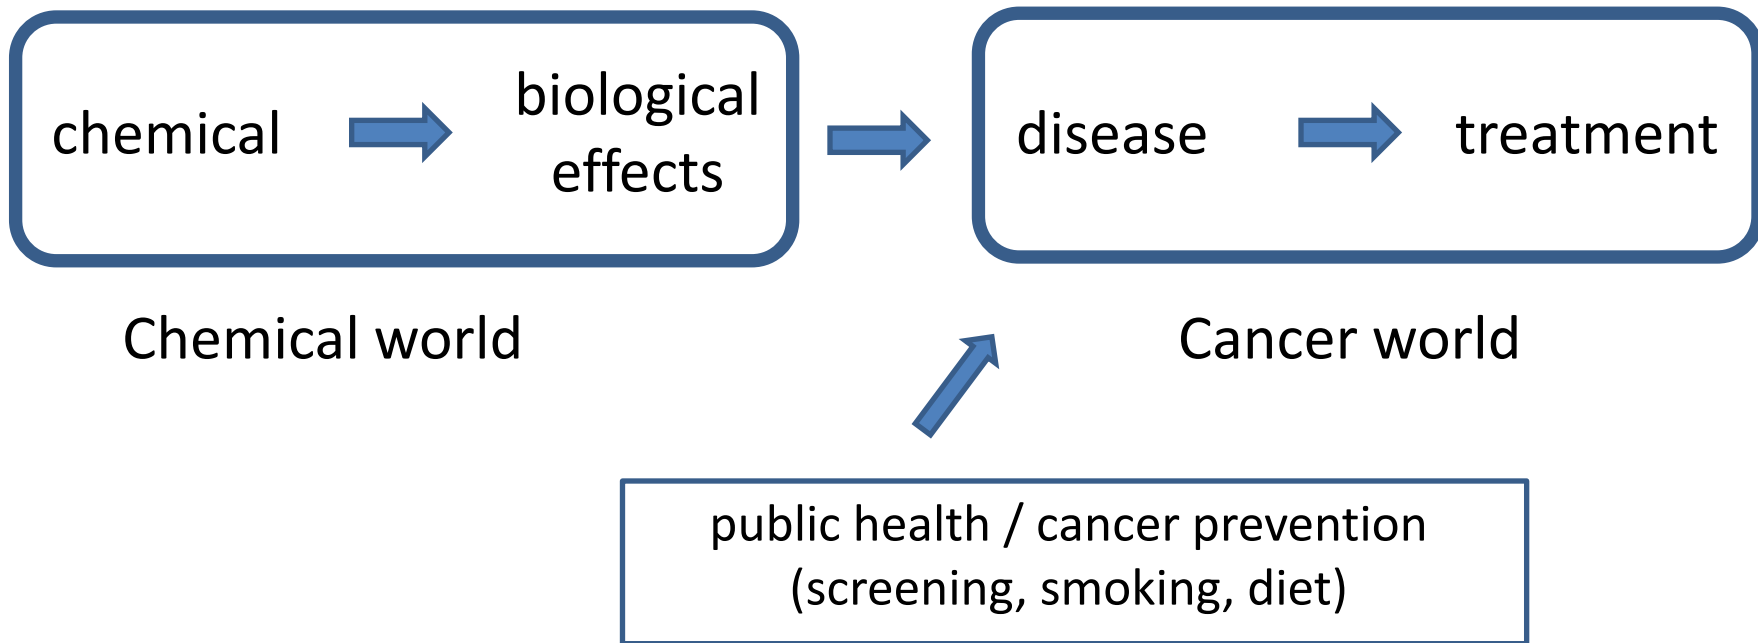 chemical
biological
effects
disease
treatment
Chemical world
Cancer world
public health / cancer prevention
(screening, smoking, diet)